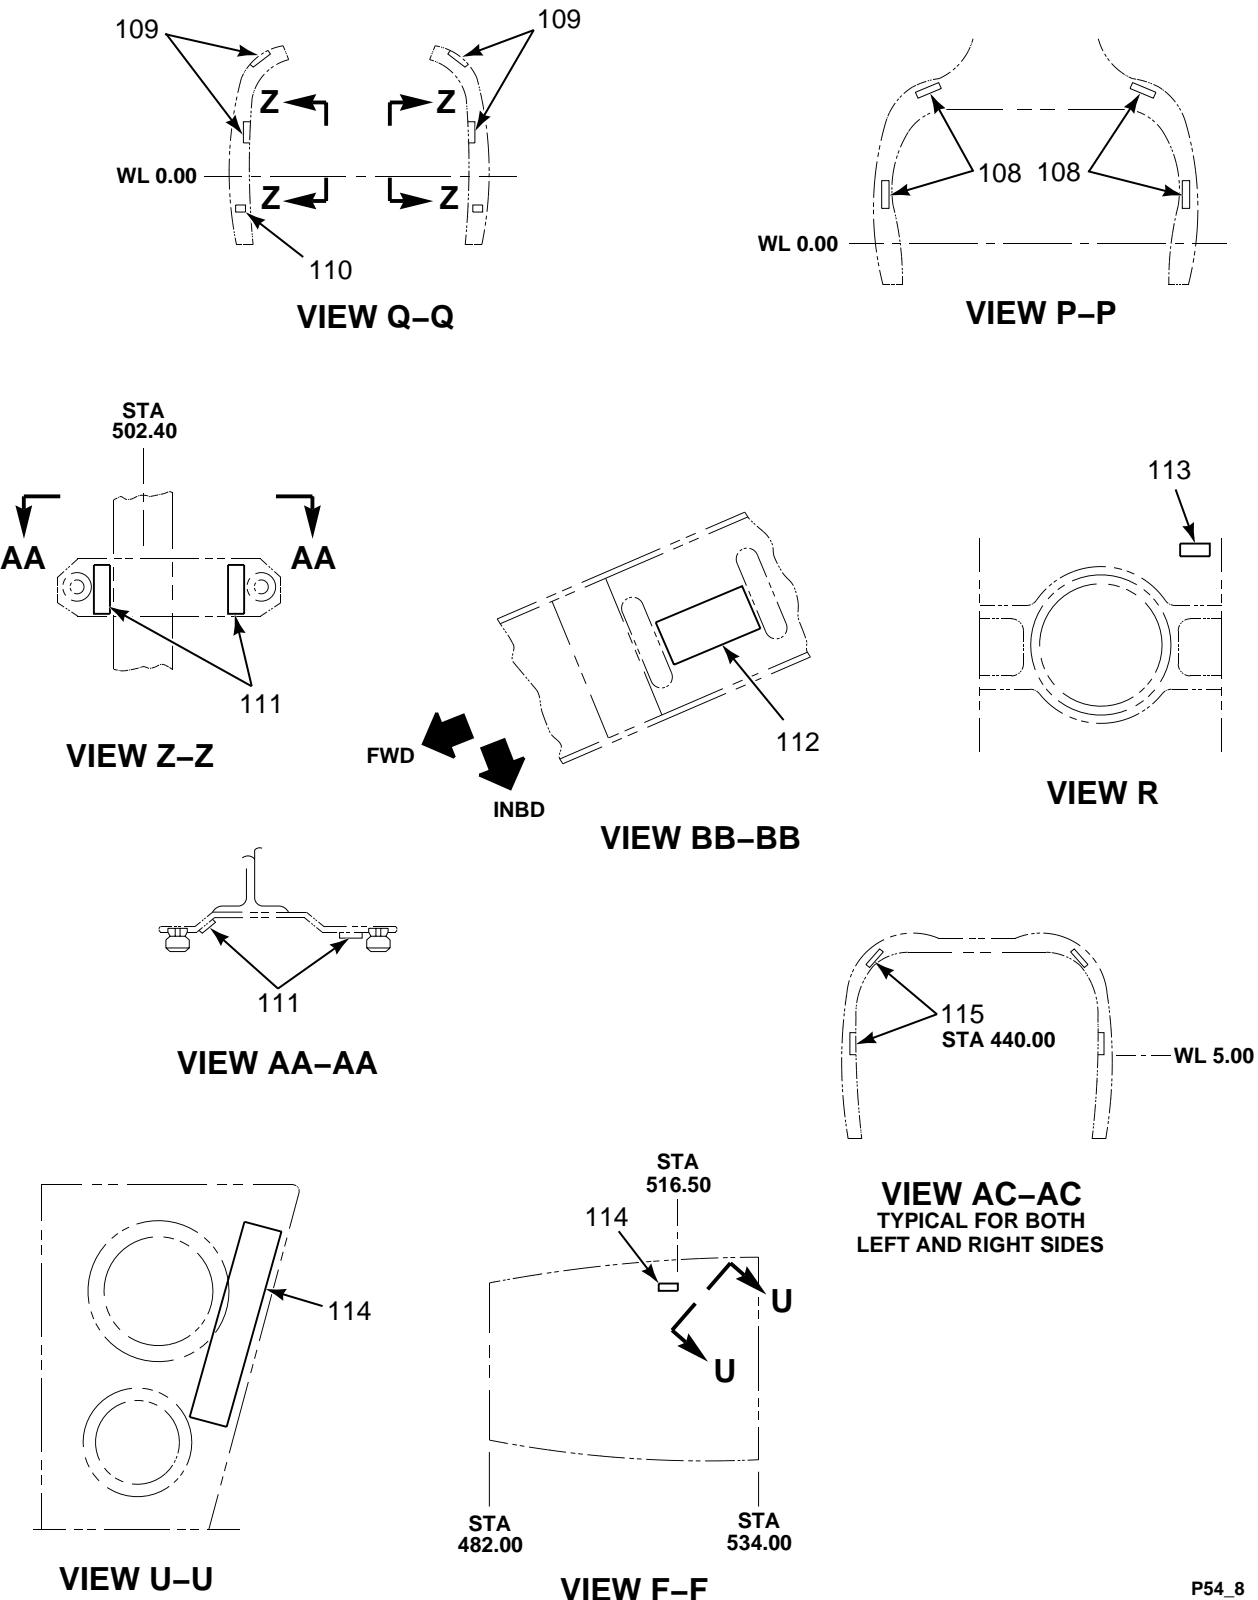 109
109
Z
Z
WL 0.00
Z
Z
110
VIEW Q–Q
108
108
WL 0.00
VIEW P–P
STA
502.40
AA
AA
111
VIEW Z–Z
112
FWD
INBD
VIEW BB–BB
113
VIEW R
111
VIEW AA–AA
115
STA 440.00
WL 5.00
VIEW AC–AC
TYPICAL FOR BOTH
LEFT AND RIGHT SIDES
114
VIEW U–U
STA
516.50
114
U
U
STA
482.00
STA
534.00
VIEW F–F
P54_8